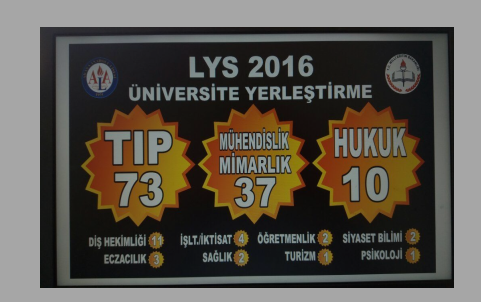 LYS 2016
ÜNİVERSİTE YERLEŞTİRME
TIP
73
MÜHENDİSLİK
MİMARLIK
37
HUKUK
10
DİŞ HEKİMLİĞİ 11
İŞLT./İKTİSAT 4
ÖĞRETMENLİK 2
SİYASET BİLİMİ 2
ECZACILIK 3
SAĞLIK 2
TURİZM 1
PSİKOLOJİ 1